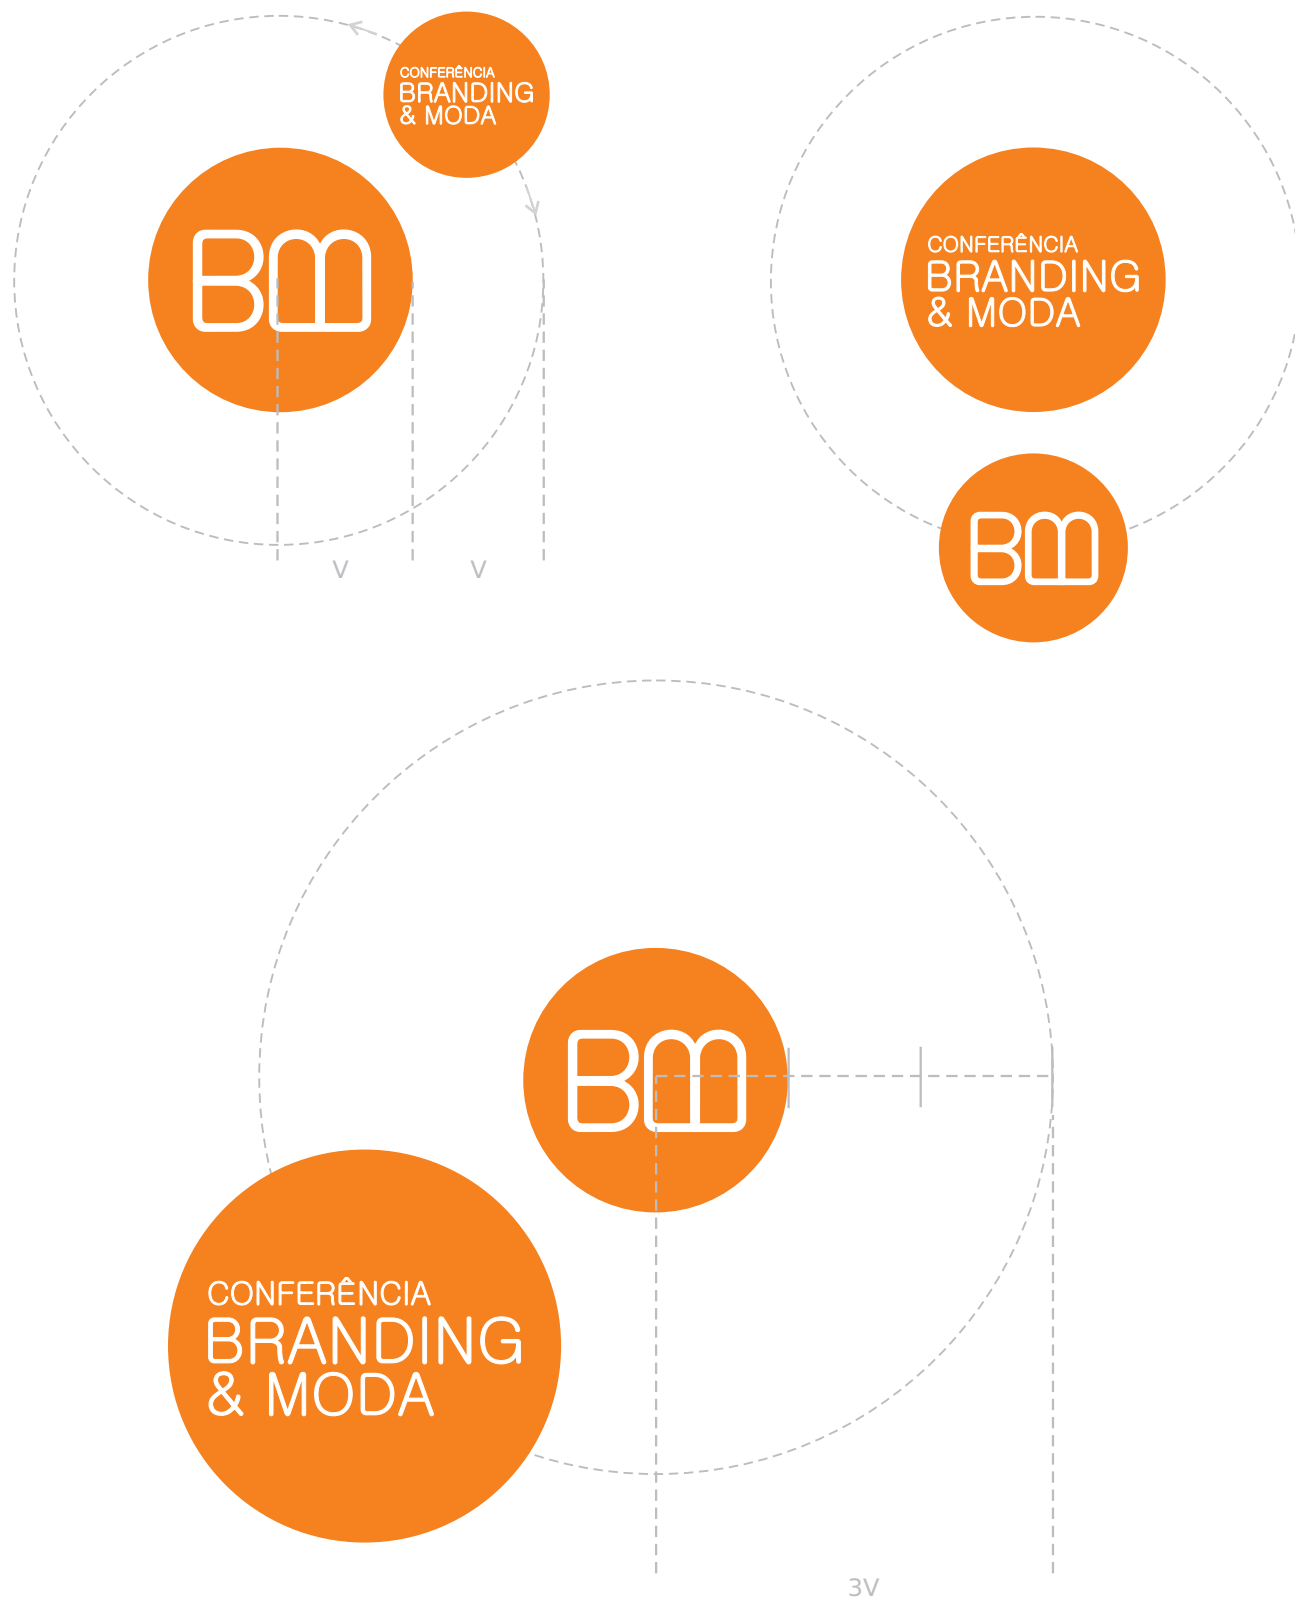 CONFERÊNCIA
BRANDING
& MODA
BM
V
V
CONFERÊNCIA
BRANDING
& MODA
BM
BM
CONFERÊNCIA
BRANDING
& MODA
3V